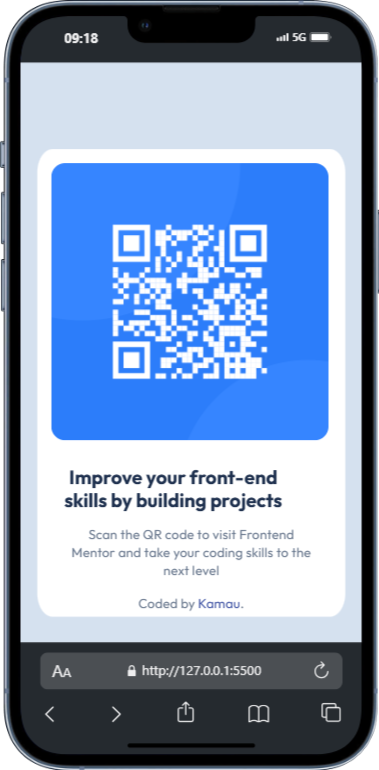 09:18
5G
Improve your front-end
skills by building projects
Scan the QR code to visit Frontend
Mentor and take your coding skills to the
next level
Coded by Kamau.
AA
http://127.0.0.1:5500